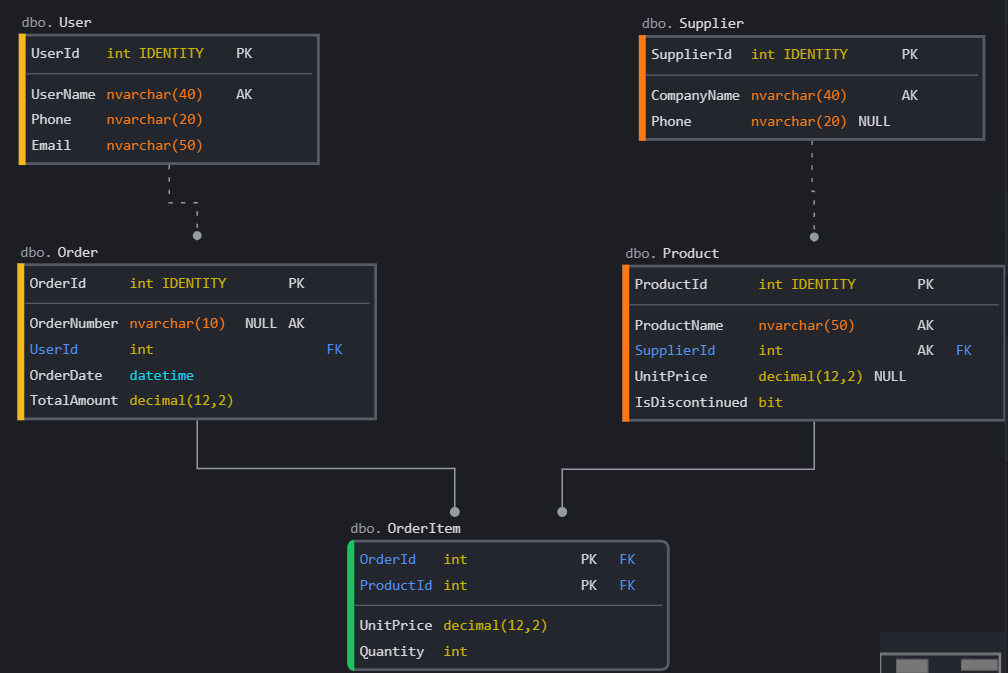 dbo. User
UserId int IDENTITY PK
UserName nvarchar(40) AK
Phone nvarchar(20)
Email nvarchar(50)
dbo. Supplier
SupplierId int IDENTITY PK
CompanyName nvarchar(40) AK
Phone nvarchar(20) NULL
dbo. Order
OrderId int IDENTITY PK
OrderNumber nvarchar(10) NULL AK
UserId int FK
OrderDate datetime
TotalAmount decimal(12,2)
dbo. Product
ProductId int IDENTITY PK
ProductName nvarchar(50) AK
SupplierId int AK FK
UnitPrice decimal(12,2) NULL
IsDiscontinued bit
dbo. OrderItem
OrderId int PK FK
ProductId int PK FK
UnitPrice decimal(12,2)
Quantity int